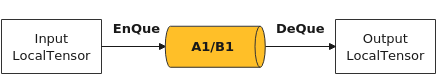 Input
LocalTensor
EnQue
A1/B1
DeQue
Output
LocalTensor